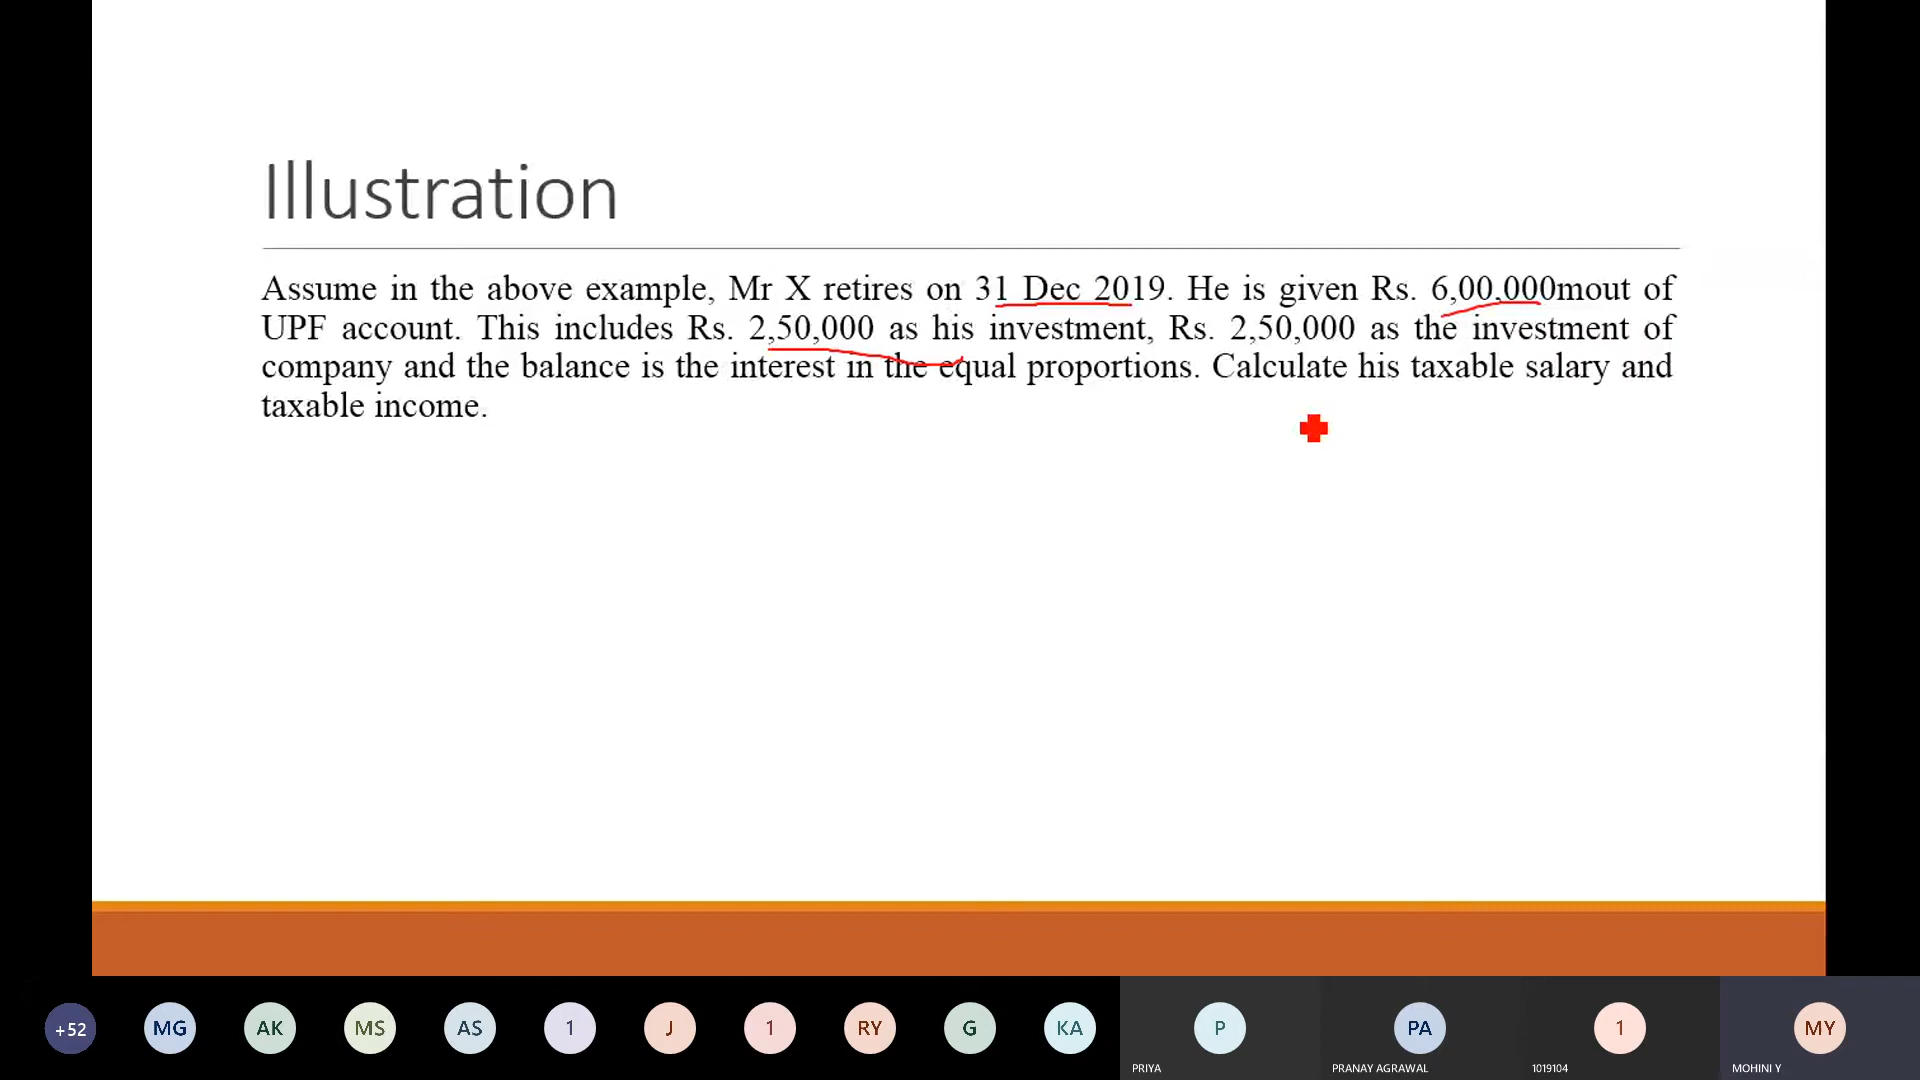 Illustration
Assume in the above example, Mr X retires on 31 Dec 2019. He is given Rs. 6,00,000mout of
UPF account. This includes Rs. 2,50,000 as his investment, Rs. 2,50,000 as the investment of
company and the balance is the interest in the equal proportions. Calculate his taxable salary and
taxable income.
+52 MG AK MS AS 1 J 1 RY G KA P PA 1 MY
PRIYA PRANAY AGRAWAL 1019104 MOHINI Y